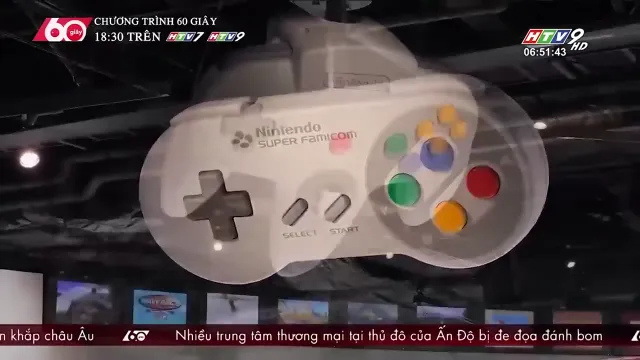 60 giây
CHƯƠNG TRÌNH 60 GIÂY
18:30 TRÊN HTV7 HTV9
HTV9 HD
06:51:43
Nintendo
SUPER FAMICOM
SELECT START
n khắp châu Âu 60 Nhiều trung tâm thương mại tại thủ đô của Ấn Độ bị đe dọa đánh bom